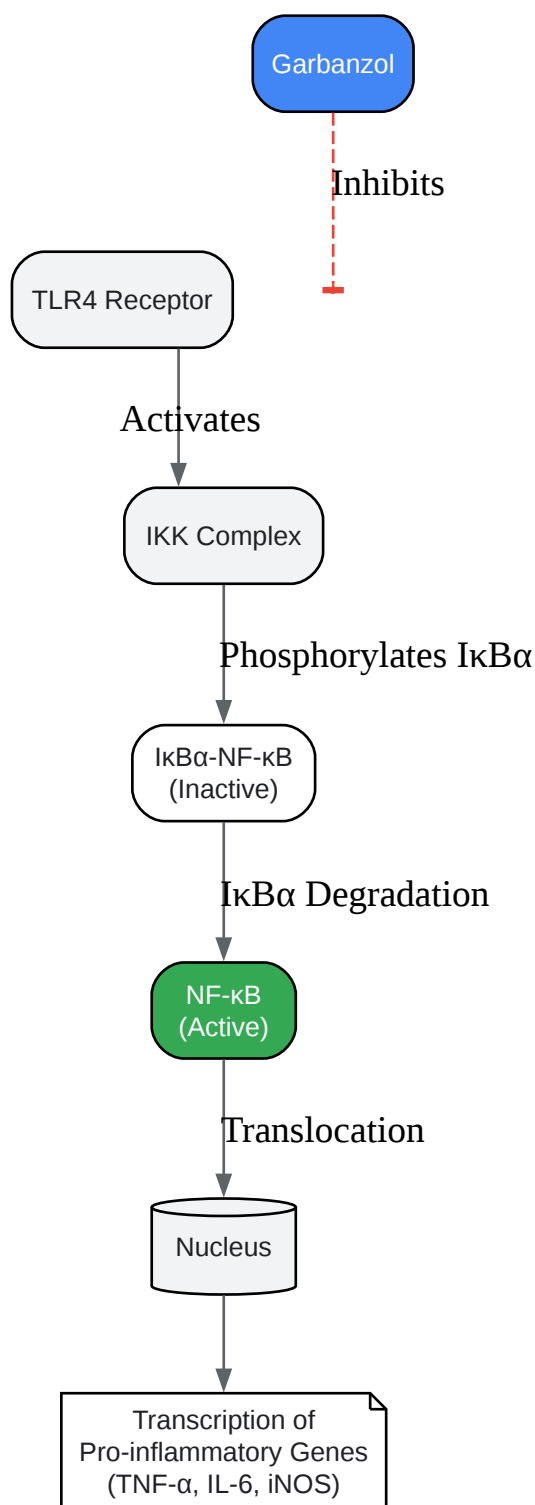 Garbanzol
Inhibits
TLR4 Receptor
Activates
IKK Complex
Phosphorylates IκBα
IκBα-NF-κB
(Inactive)
IκBα Degradation
NF-κB
(Active)
Translocation
Nucleus
Transcription of
Pro-inflammatory Genes
(TNF-α, IL-6, iNOS)